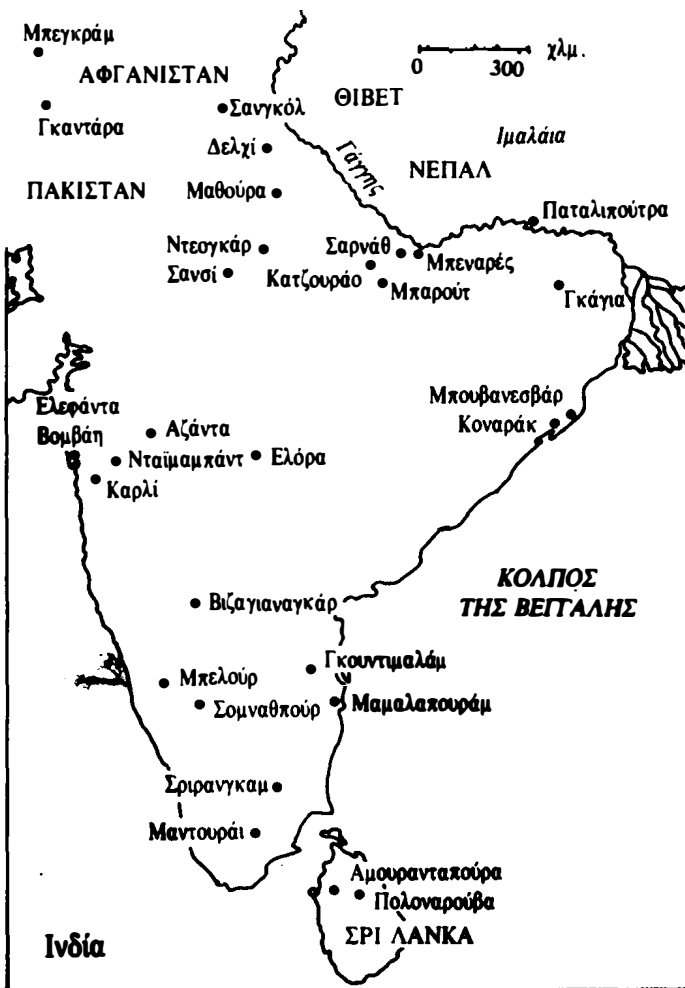 Μπεγκράμ
ΑΦΓΑΝΙΣΤΑΝ
χλμ.
0 300
Γκαντάρα
Σανγκόλ
ΘΙΒΕΤ
Ιμαλάια
Δελχί
Γάγγης
ΝΕΠΑΛ
ΠΑΚΙΣΤΑΝ
Μαθούρα
Παταλιπούτρα
Ντεογκάρ
Σαρνάθ
Μπεναρές
Σανσί
Κατζουράο
Μπαρούτ
Γκάγια
Ελεφάντα
Βομβάη
Αζάντα
Μπουβανεσβάρ
Κοναράκ
Νταϊμαμπάντ
Ελόρα
Καρλί
ΚΟΛΠΟΣ
ΤΗΣ ΒΕΓΓΑΛΗΣ
Βιζαγιαναγκάρ
Γκουντιμαλάμ
Μπελούρ
Σομναθπούρ
Μαμαλαπουράμ
Σριρανγκαμ
Μαντουράι
Αμουρανταπούρα
Πολοναρούβα
ΣΡΙ ΛΑΝΚΑ
Ινδία